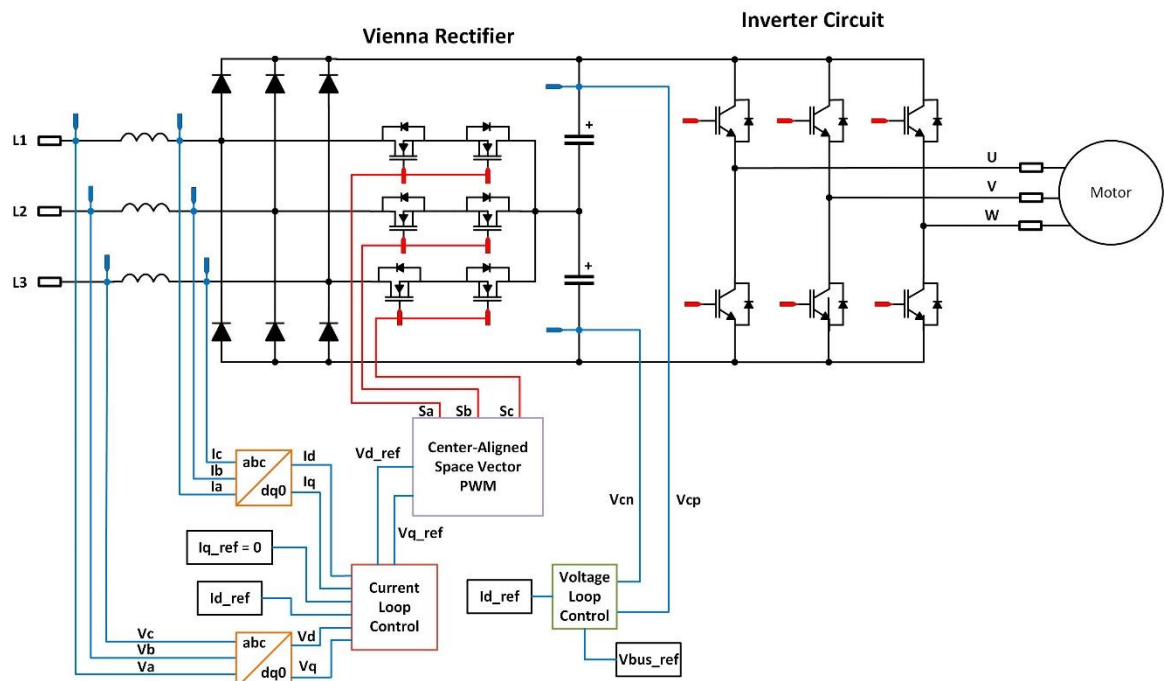 Inverter Circuit
Vienna Rectifier
+
L1
U
V
Motor
L2
W
+
L3
Sa
Sb
Sc
Center-Aligned
Space Vector
PWM
Vd_ref
Vq_ref
Ic
Ib
Ia
abc
dq0
Id
Iq
Vcn
Vcp
Iq_ref = 0
Id_ref
Current
Loop
Control
Id_ref
Voltage
Loop
Control
Vbus_ref
Vc
Vb
Va
abc
dq0
Vd
Vq